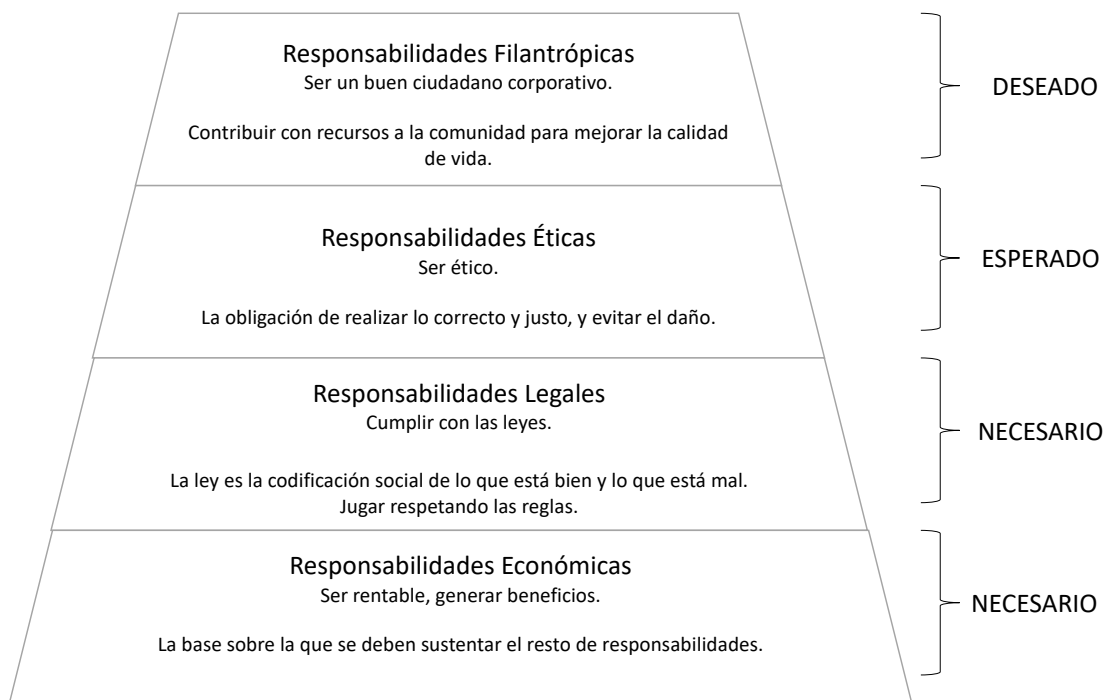 Responsabilidades Filantrópicas
Ser un buen ciudadano corporativo.
Contribuir con recursos a la comunidad para mejorar la calidad
de vida.
DESEADO
Responsabilidades Éticas
Ser ético.
La obligación de realizar lo correcto y justo, y evitar el daño.
ESPERADO
Responsabilidades Legales
Cumplir con las leyes.
La ley es la codificación social de lo que está bien y lo que está mal.
Jugar respetando las reglas.
NECESARIO
Responsabilidades Económicas
Ser rentable, generar beneficios.
La base sobre la que se deben sustentar el resto de responsabilidades.
NECESARIO